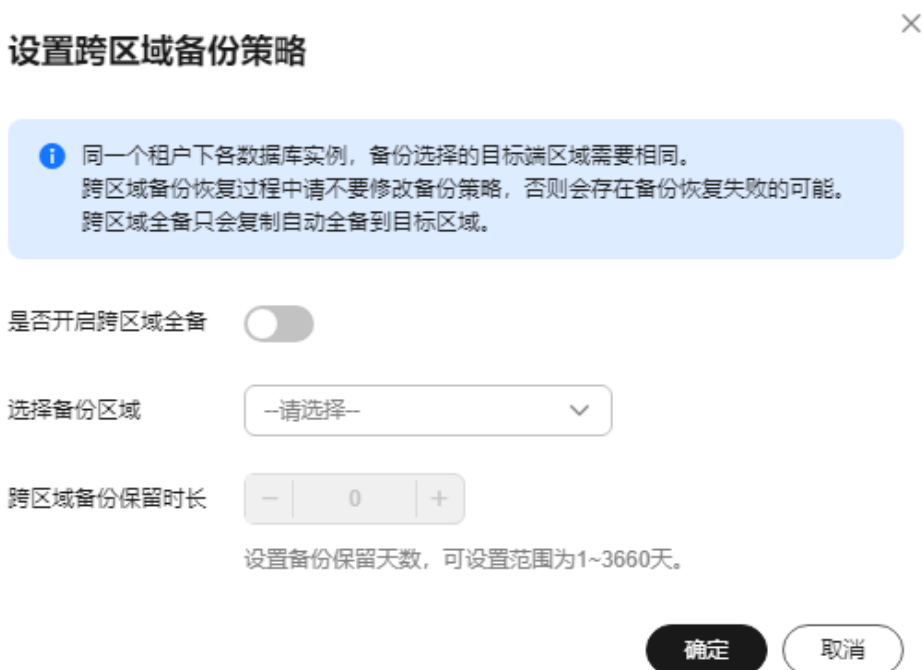 设置跨区域备份策略
同一个租户下各数据库实例，备份选择的目标端区域需要相同。
跨区域备份恢复过程中请不要修改备份策略，否则会存在备份恢复失败的可能。
跨区域全备只会复制自动全备到目标区域。
是否开启跨区域全备
选择备份区域
--请选择--
跨区域备份保留时长
− 0 +
设置备份保留天数，可设置范围为1~3660天。
确定
取消